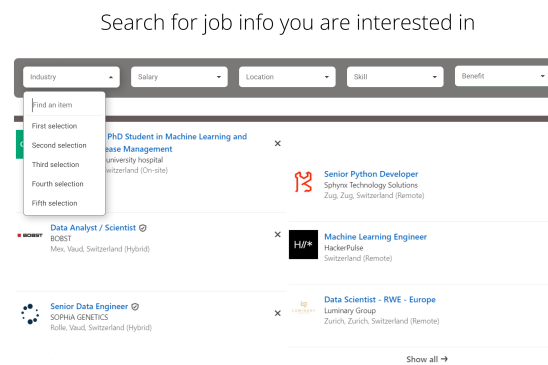 Search for job info you are interested in
Industry
Salary
Location
Skill
Benefit
Find an item
First selection
Second selection
Third selection
Fourth selection
Fifth selection
PhD Student in Machine Learning and
ease Management
university hospital
witzerland (On-site)
Data Analyst / Scientist
BOBST
BOBST
Mex, Vaud, Switzerland (Hybrid)
Senior Data Engineer
SOPHiA GENETICS
Rolle, Vaud, Switzerland (Hybrid)
Senior Python Developer
Sphynx Technology Solutions
Zug, Zug, Switzerland (Remote)
H//*
Machine Learning Engineer
HackerPulse
Switzerland (Remote)
Data Scientist - RWE - Europe
Luminary Group
Zurich, Zurich, Switzerland (Remote)
Show all →